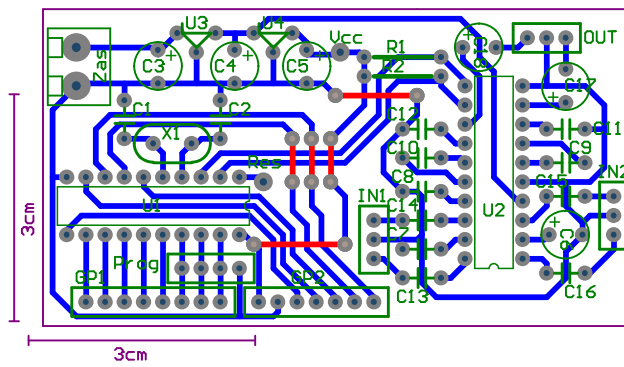 U3
U4
Vcc
C18
OUT
Zas
C3
C4
C5
R1
R2
C17
C1
C2
X1
C12
C11
C10
C9
Res
C8
C15
IN2
U1
IN1
C14
U2
C6
C7
3cm
Prog
GP1
GP2
C13
C16
3cm